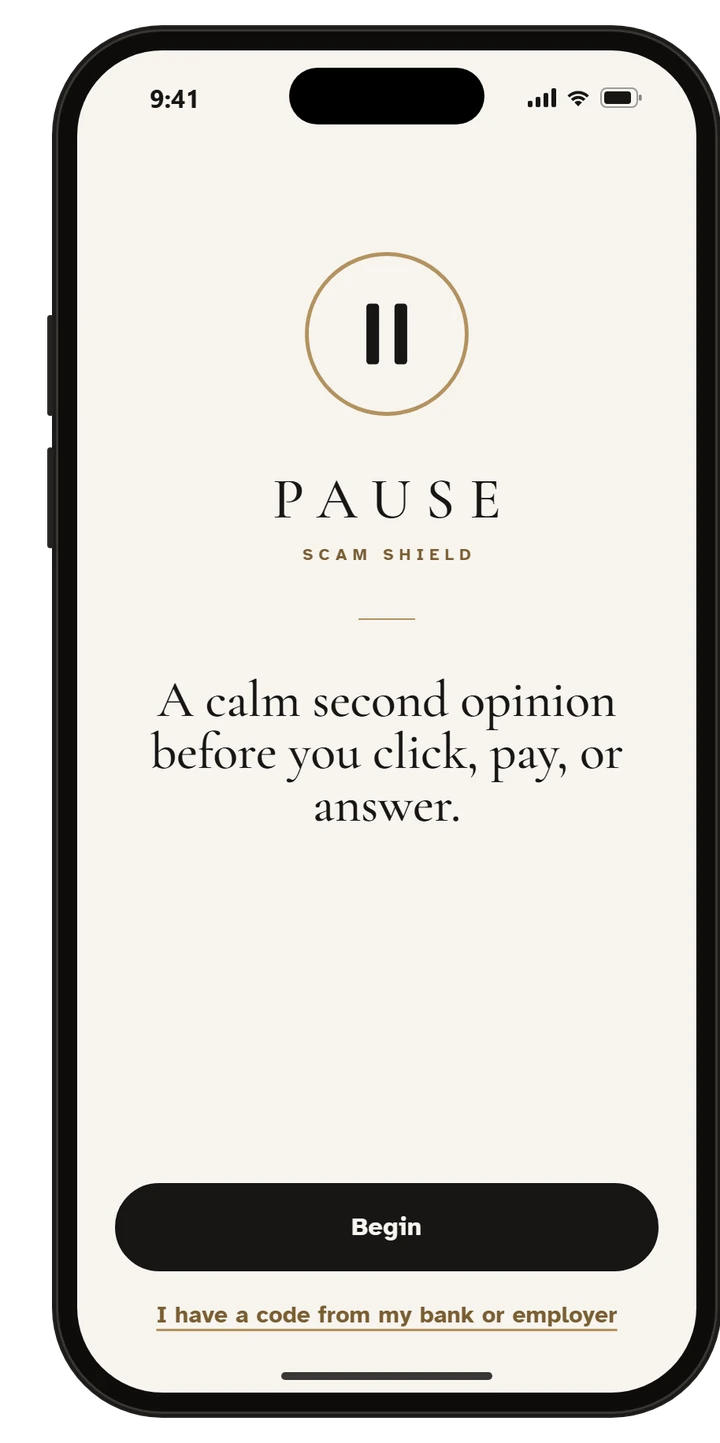 9:41
PAUSE
SCAM SHIELD
A calm second opinion
before you click, pay, or
answer.
Begin
I have a code from my bank or employer